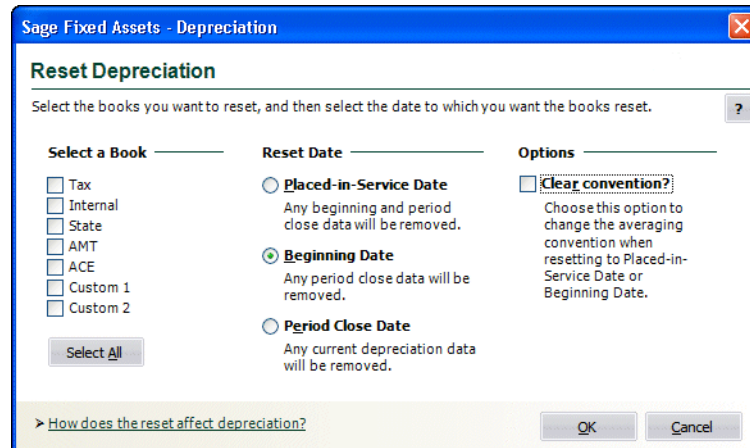 Sage Fixed Assets - Depreciation
Reset Depreciation
Select the books you want to reset, and then select the date to which you want the books reset.
?
Select a Book
Tax
Internal
State
AMT
ACE
Custom 1
Custom 2
Select All
Reset Date
Placed-in-Service Date
Any beginning and period
close data will be removed.
Beginning Date
Any period close data will be
removed.
Period Close Date
Any current depreciation data
will be removed.
Options
Clear convention?
Choose this option to
change the averaging
convention when
resetting to Placed-in-
Service Date or
Beginning Date.
How does the reset affect depreciation?
OK
Cancel